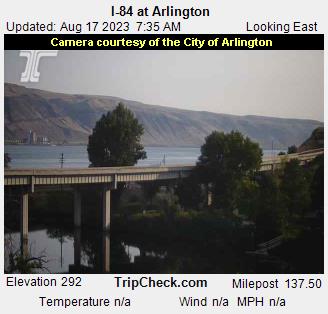 I-84 at Arlington
Updated: Aug 17 2023 7:35 AM Looking East
Camera courtesy of the City of Arlington
Elevation 292 TripCheck.com Milepost 137.50
Temperature n/a Wind n/a MPH n/a